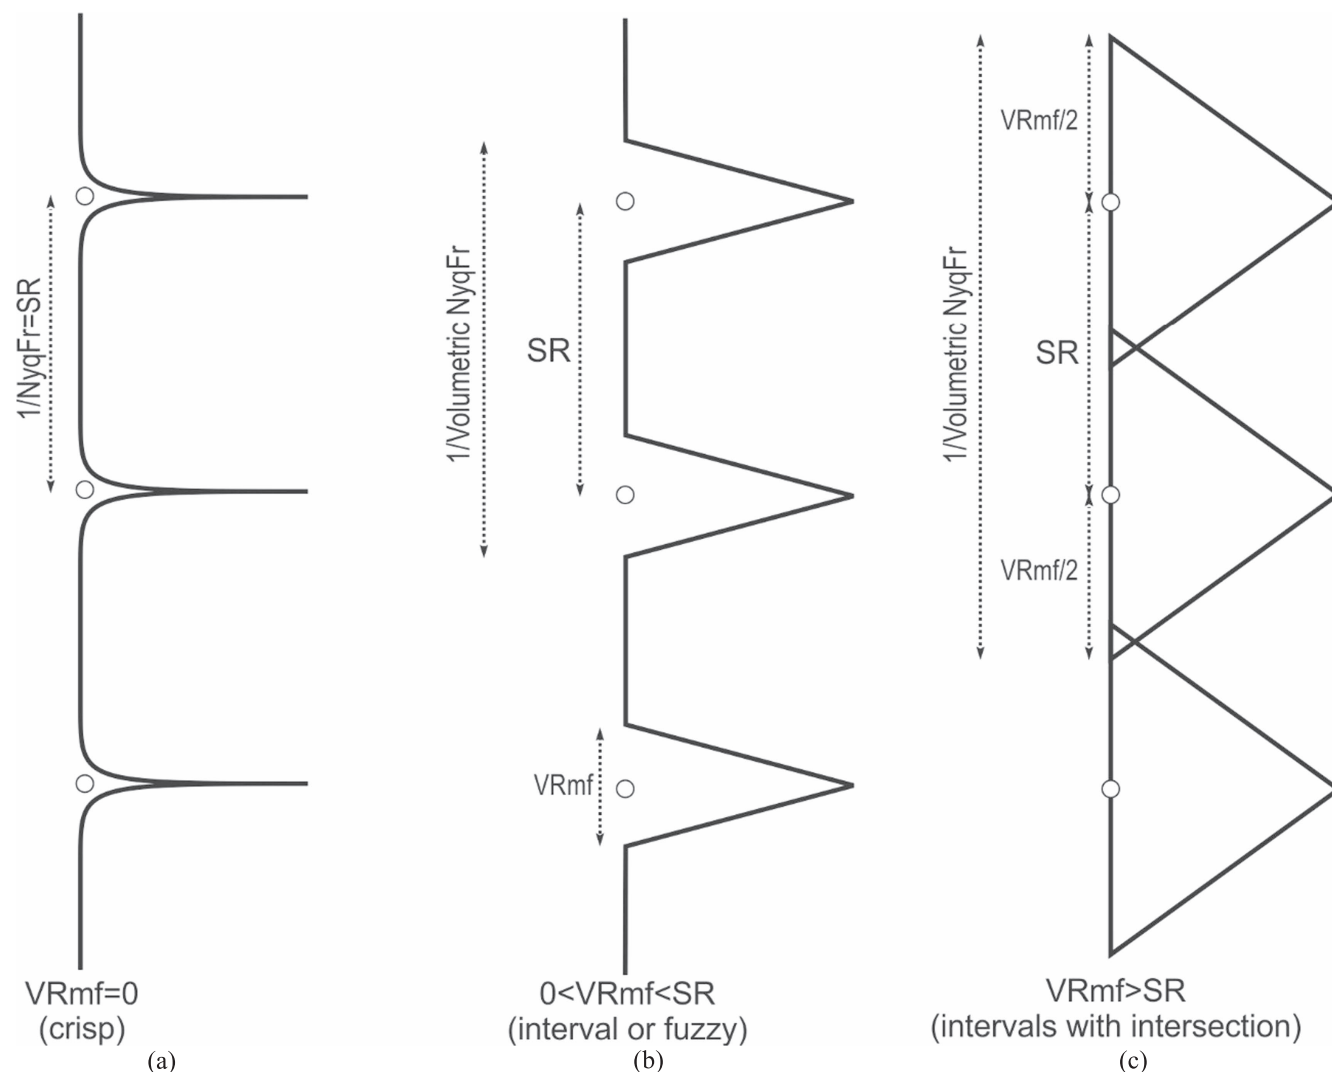 1/NyqFr=SR
VRmf=0
(crisp)
(a)
1/Volumetric NyqFr
SR
VRmf
0<VRmf<SR
(interval or fuzzy)
(b)
1/Volumetric NyqFr
VRmf/2
SR
VRmf/2
VRmf>SR
(intervals with intersection)
(c)